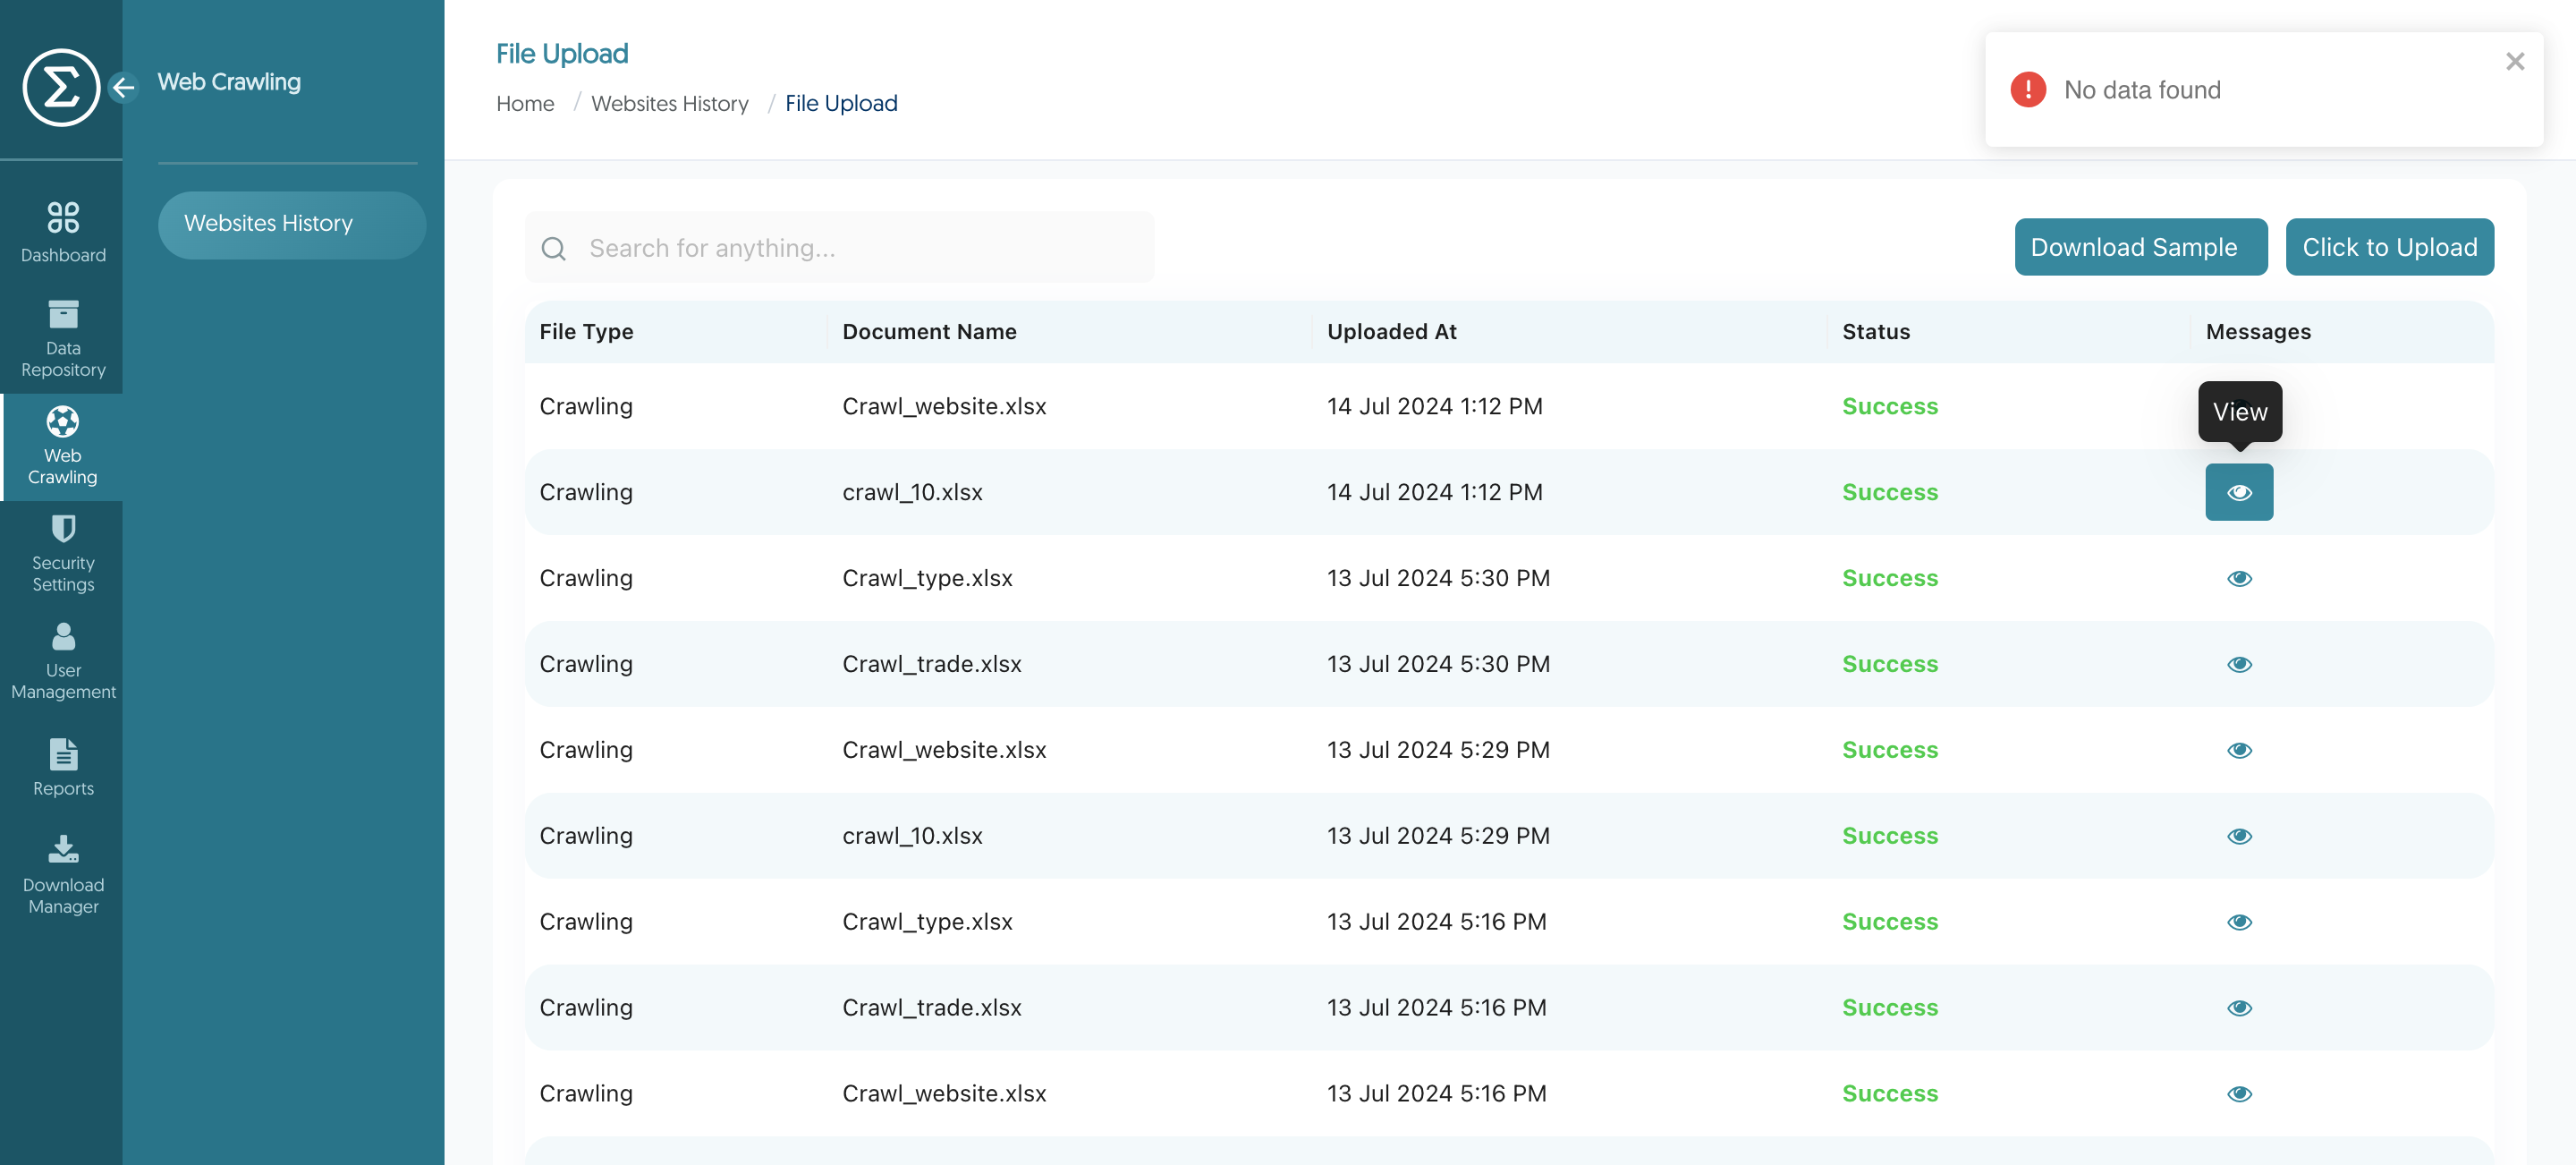 Σ
Web Crawling
Dashboard
Data
Repository
Web
Crawling
Security
Settings
User
Management
Reports
Download
Manager
Websites History
File Upload
Home / Websites History / File Upload
No data found
Search for anything...
Download Sample Click to Upload
File Type Document Name Uploaded At Status Messages
Crawling Crawl_website.xlsx 14 Jul 2024 1:12 PM Success
View
Crawling crawl_10.xlsx 14 Jul 2024 1:12 PM Success
Crawling Crawl_type.xlsx 13 Jul 2024 5:30 PM Success
Crawling Crawl_trade.xlsx 13 Jul 2024 5:30 PM Success
Crawling Crawl_website.xlsx 13 Jul 2024 5:29 PM Success
Crawling crawl_10.xlsx 13 Jul 2024 5:29 PM Success
Crawling Crawl_type.xlsx 13 Jul 2024 5:16 PM Success
Crawling Crawl_trade.xlsx 13 Jul 2024 5:16 PM Success
Crawling Crawl_website.xlsx 13 Jul 2024 5:16 PM Success